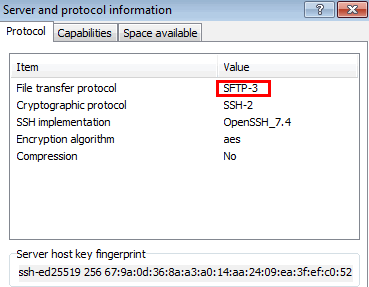 Server and protocol information
Protocol Capabilities Space available
Item Value
File transfer protocol SFTP-3
Cryptographic protocol SSH-2
SSH implementation OpenSSH_7.4
Encryption algorithm aes
Compression No
Server host key fingerprint
ssh-ed25519 256 67:9a:0d:36:8a:a3:a0:14:aa:24:09:ea:3f:ef:c0:52